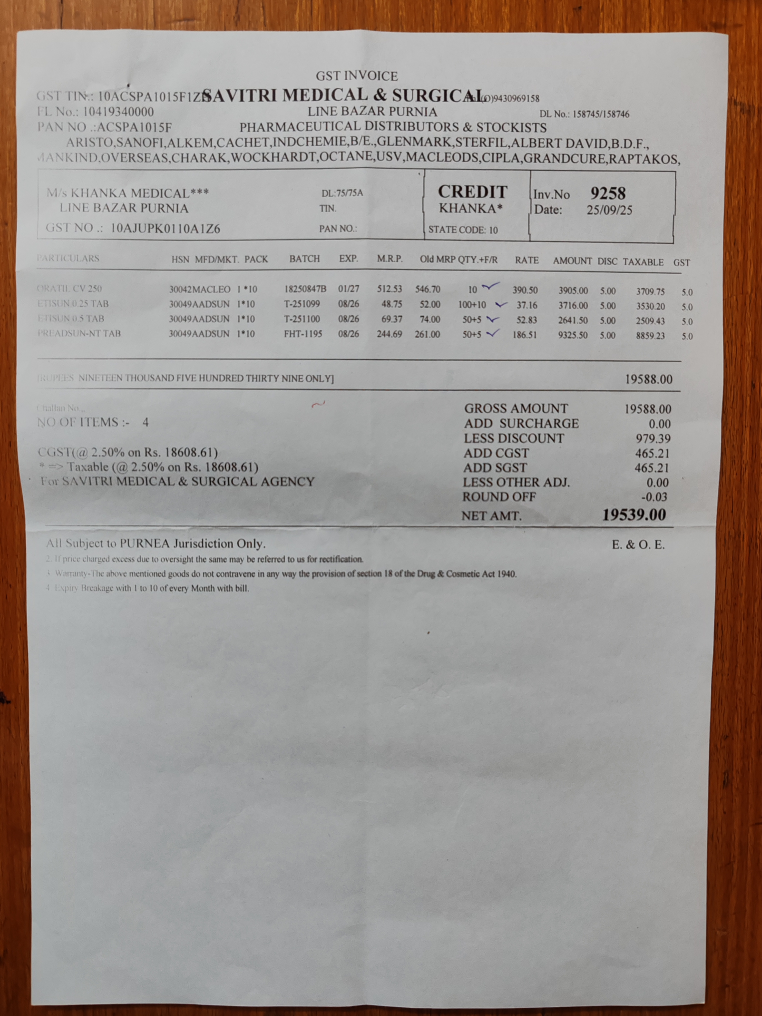 GST INVOICE
GST TIN.: 10ACSPA1015F1Z SAVITRI MEDICAL & SURGICAL (O)9430969158
FL No.: 10419340000 LINE BAZAR PURNIA DL No.: 158745/158746
PAN NO .:ACSPA1015F PHARMACEUTICAL DISTRIBUTORS & STOCKISTS
ARISTO,SANOFI,ALKEM,CACHET,INDCHEMIE,B/E.,GLENMARK,STERFIL,ALBERT DAVID,B.D.F.,
MANKIND,OVERSEAS,CHARAK,WOCKHARDT,OCTANE,USV,MACLEODS,CIPLA,GRANDCURE,RAPTAKOS,
M/s KHANKA MEDICAL*** DL:75/75A CREDIT Inv.No 9258
LINE BAZAR PURNIA TIN. KHANKA* Date: 25/09/25
GST NO .: 10AJUPK0110A1Z6 PAN NO.: STATE CODE: 10
PARTICULARS HSN MFD/MKT. PACK BATCH EXP. M.R.P. Old MRP QTY.+F/R RATE AMOUNT DISC TAXABLE GST
CV 250 30042MACLEO 1*10 18250847B 01/27 512.53 546.70 10 390.50 3905.00 5.00 3709.75 5.0
ETISUN 0.25 TAB 30049AADSUN 1*10 T-251099 08/26 48.75 52.00 100+10 37.16 3716.00 5.00 3530.20 5.0
ETISUN 0.5 TAB 30049AADSUN 1*10 T-251100 08/26 69.37 74.00 50+5 52.83 2641.50 5.00 2509.43 5.0
PREADSUN-NT TAB 30049AADSUN 1*10 FHT-1195 08/26 244.69 261.00 50+5 186.51 9325.50 5.00 8859.23 5.0
[RUPEES NINETEEN THOUSAND FIVE HUNDRED THIRTY NINE ONLY] 19588.00
Challan No.. GROSS AMOUNT 19588.00
NO OF ITEMS :- 4 ADD SURCHARGE 0.00
LESS DISCOUNT 979.39
CGST(@ 2.50% on Rs. 18608.61) ADD CGST 465.21
* => Taxable (@ 2.50% on Rs. 18608.61) ADD SGST 465.21
For SAVITRI MEDICAL & SURGICAL AGENCY LESS OTHER ADJ. 0.00
ROUND OFF -0.03
NET AMT. 19539.00
All Subject to PURNEA Jurisdiction Only. E. & O. E.
2. If price charged excess due to oversight the same may be referred to us for rectification.
3. Warranty-The above mentioned goods do not contravene in any way the provision of section 18 of the Drug & Cosmetic Act 1940.
4. Expiry Breakage with 1 to 10 of every Month with bill.